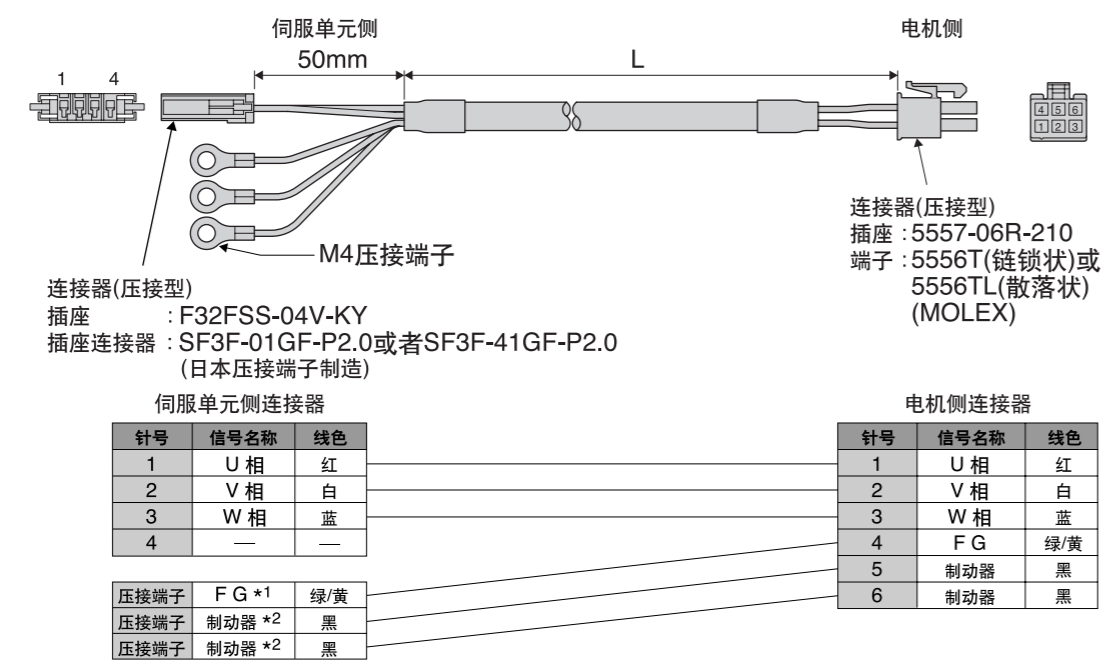 伺服单元侧
电机侧
50mm
L
1 4
4 5 6
1 2 3
M4压接端子
连接器(压接型)
插座 : 5557-06R-210
端子 : 5556T(链锁状)或
5556TL(散落状)
(MOLEX)
连接器(压接型)
插座 : F32FSS-04V-KY
插座连接器 : SF3F-01GF-P2.0或者SF3F-41GF-P2.0
(日本压接端子制造)
伺服单元侧连接器
针号 信号名称 线色
1 U 相 红
2 V 相 白
3 W 相 蓝
4 — —
压接端子 F G *1 绿/黄
压接端子 制动器 *2 黑
压接端子 制动器 *2 黑
电机侧连接器
针号 信号名称 线色
1 U 相 红
2 V 相 白
3 W 相 蓝
4 F G 绿/黄
5 制动器 黑
6 制动器 黑